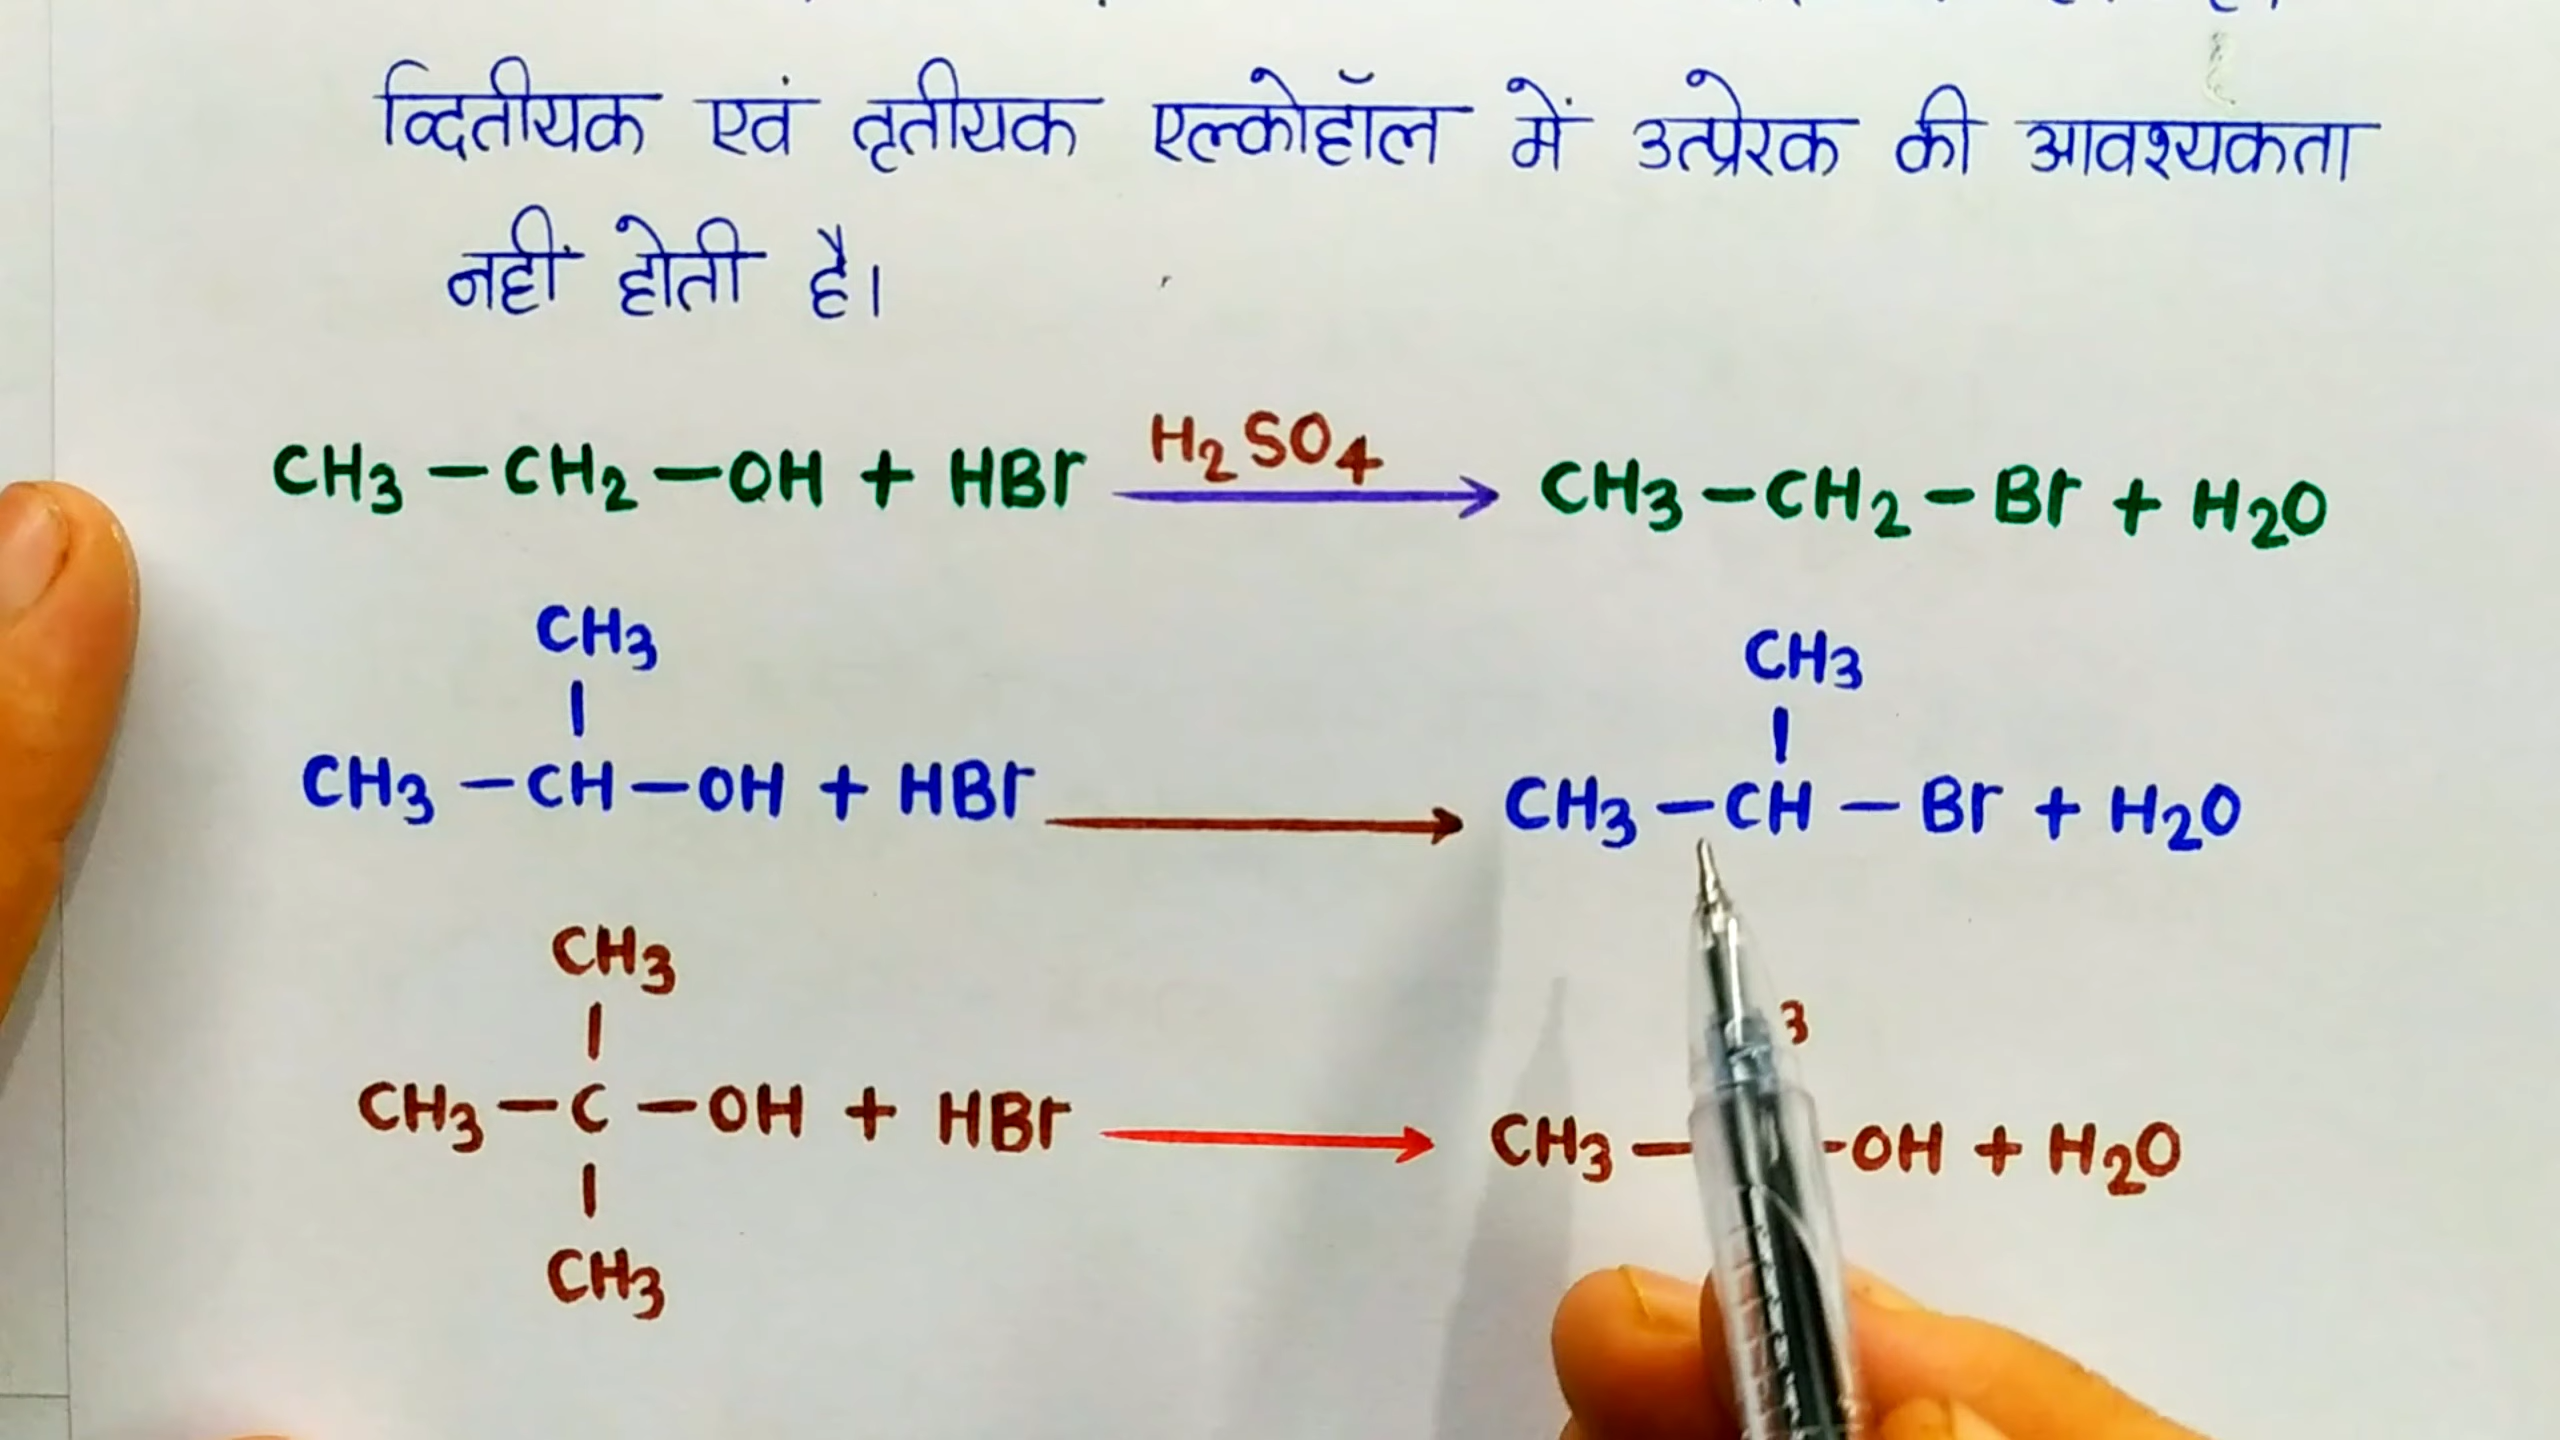 द्वितीयक एवं तृतीयक एल्कोहॉल में उत्प्रेरक की आवश्यकता
नहीं होती है।
H2SO4
CH3 – CH2 – OH + HBr → CH3 – CH2 – Br + H2O
CH3 CH3
CH3 – CH – OH + HBr → CH3 – CH – Br + H2O
CH3 3
CH3 – C – OH + HBr → CH3 – -OH + H2O
CH3